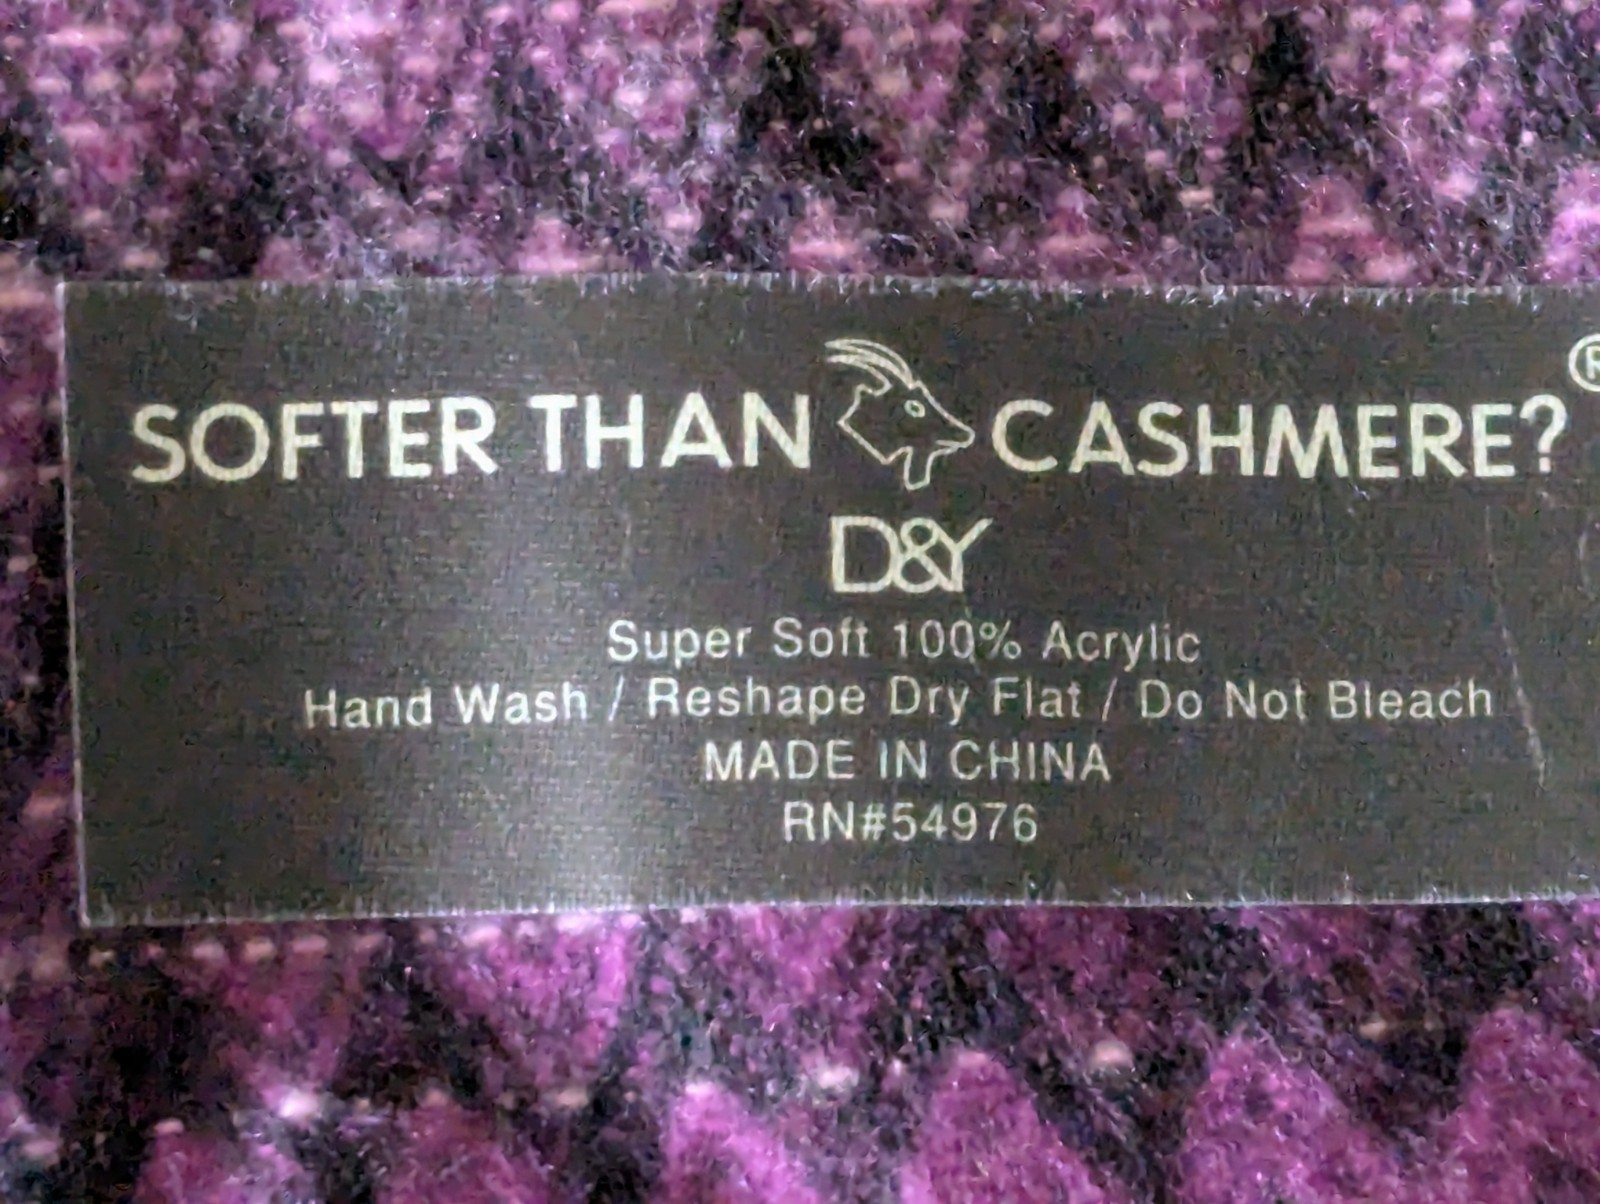 SOFTER THAN CASHMERE?®
D&Y
Super Soft 100% Acrylic
Hand Wash / Reshape Dry Flat / Do Not Bleach
MADE IN CHINA
RN#54976